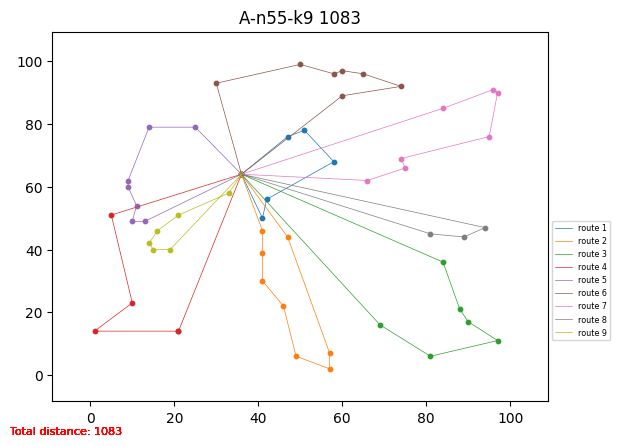 A-n55-k9 1083
100
80
60
40
20
0
0 20 40 60 80 100
route 1
route 2
route 3
route 4
route 5
route 6
route 7
route 8
route 9
Total distance: 1083